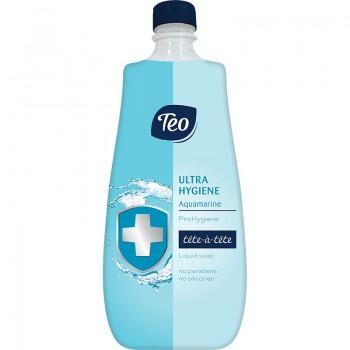 Teo
ULTRA
HYGIENE
Aquamarine
ProHygiene
tête-à-tête
Liquid soap
no parabens
no silicones